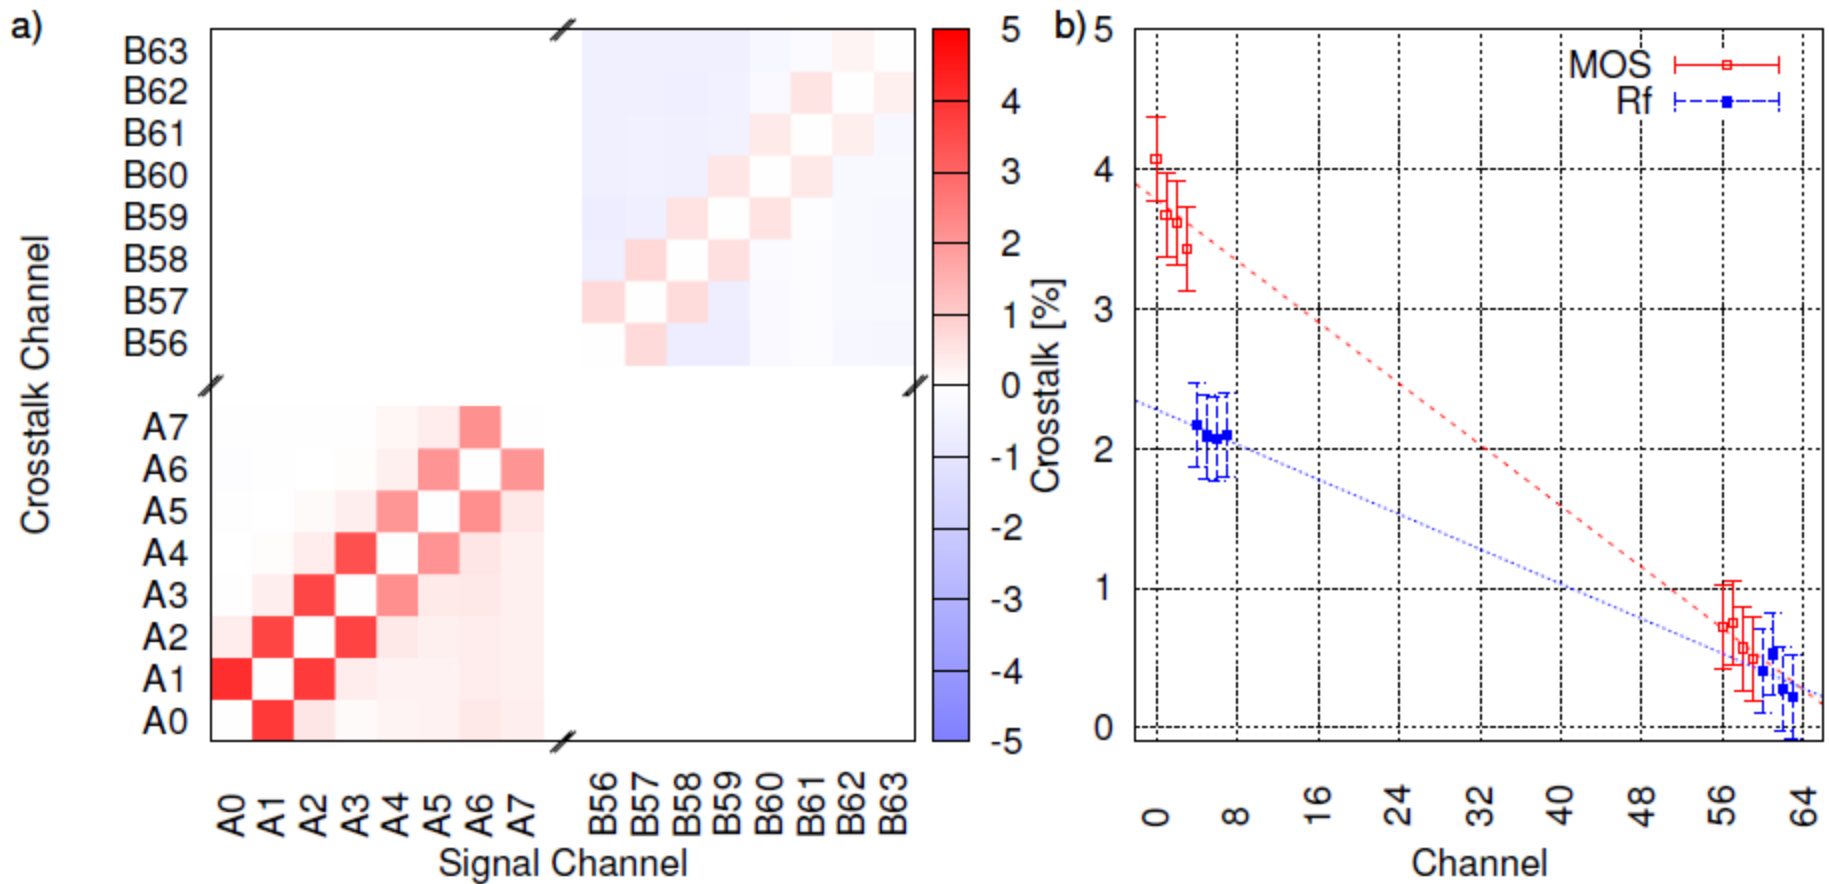 a)
Crosstalk Channel
B63
B62
B61
B60
B59
B58
B57
B56
A7
A6
A5
A4
A3
A2
A1
A0
A0
A1
A2
A3
A4
A5
A6
A7
B56
B57
B58
B59
B60
B61
B62
B63
Signal Channel
5
4
3
2
1
0
-1
-2
-3
-4
-5
b)
Crosstalk [%]
5
4
3
2
1
0
MOS
Rf
0
8
16
24
32
40
48
56
64
Channel